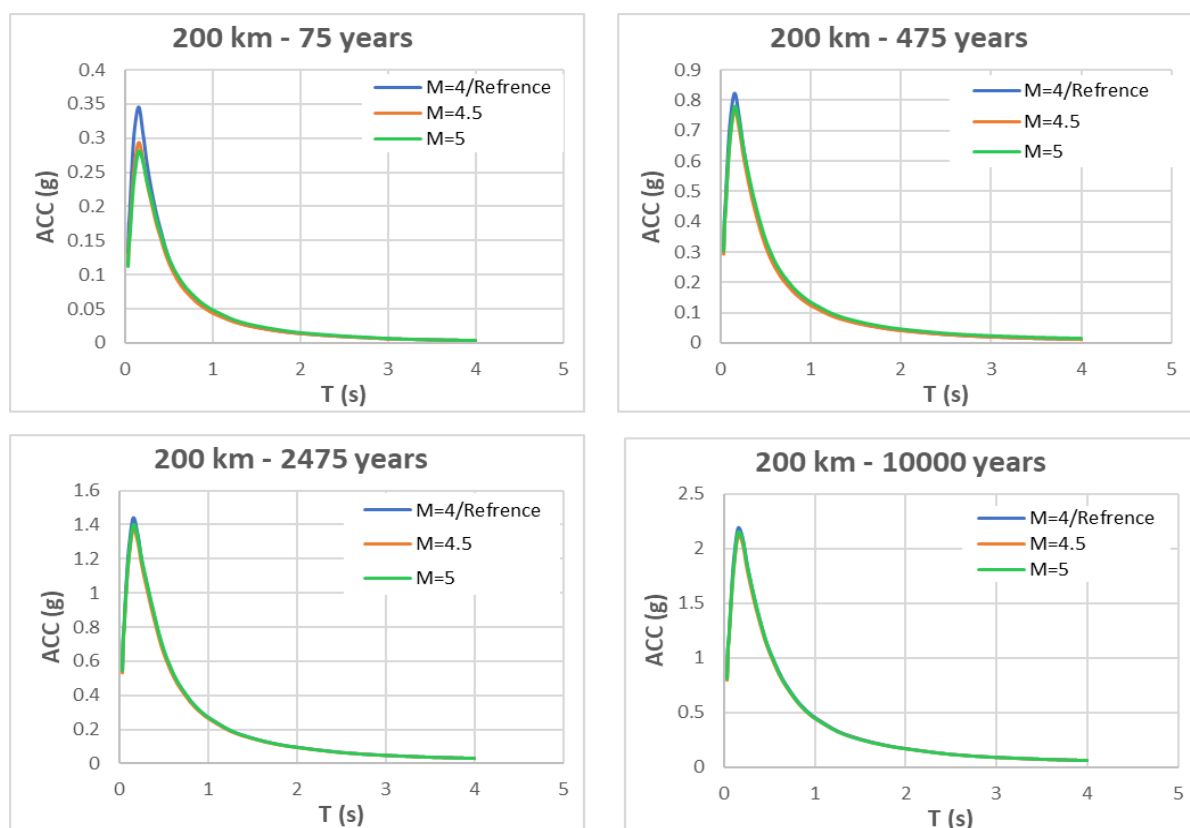 200 km - 75 years
0.4
0.35
0.3
0.25
0.2
0.15
0.1
0.05
0
ACC (g)
M=4/Refrence
M=4.5
M=5
0 1 2 3 4 5
T (s)
200 km - 475 years
0.9
0.8
0.7
0.6
0.5
0.4
0.3
0.2
0.1
0
ACC (g)
M=4/Refrence
M=4.5
M=5
0 1 2 3 4 5
T (s)
200 km - 2475 years
1.6
1.4
1.2
1
0.8
0.6
0.4
0.2
0
ACC (g)
M=4/Refrence
M=4.5
M=5
0 1 2 3 4 5
T (s)
200 km - 10000 years
2.5
2
1.5
1
0.5
0
ACC (g)
M=4/Refrence
M=4.5
M=5
0 1 2 3 4 5
T (s)